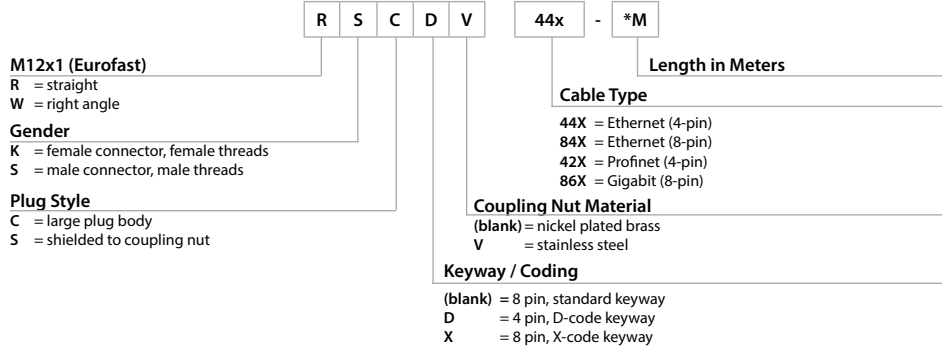 R S C D V 44x - *M
M12x1 (Eurofast)
R = straight
W = right angle
Gender
K = female connector, female threads
S = male connector, male threads
Plug Style
C = large plug body
S = shielded to coupling nut
Length in Meters
Cable Type
44X = Ethernet (4-pin)
84X = Ethernet (8-pin)
42X = Profinet (4-pin)
86X = Gigabit (8-pin)
Coupling Nut Material
(blank) = nickel plated brass
V = stainless steel
Keyway / Coding
(blank) = 8 pin, standard keyway
D = 4 pin, D-code keyway
X = 8 pin, X-code keyway